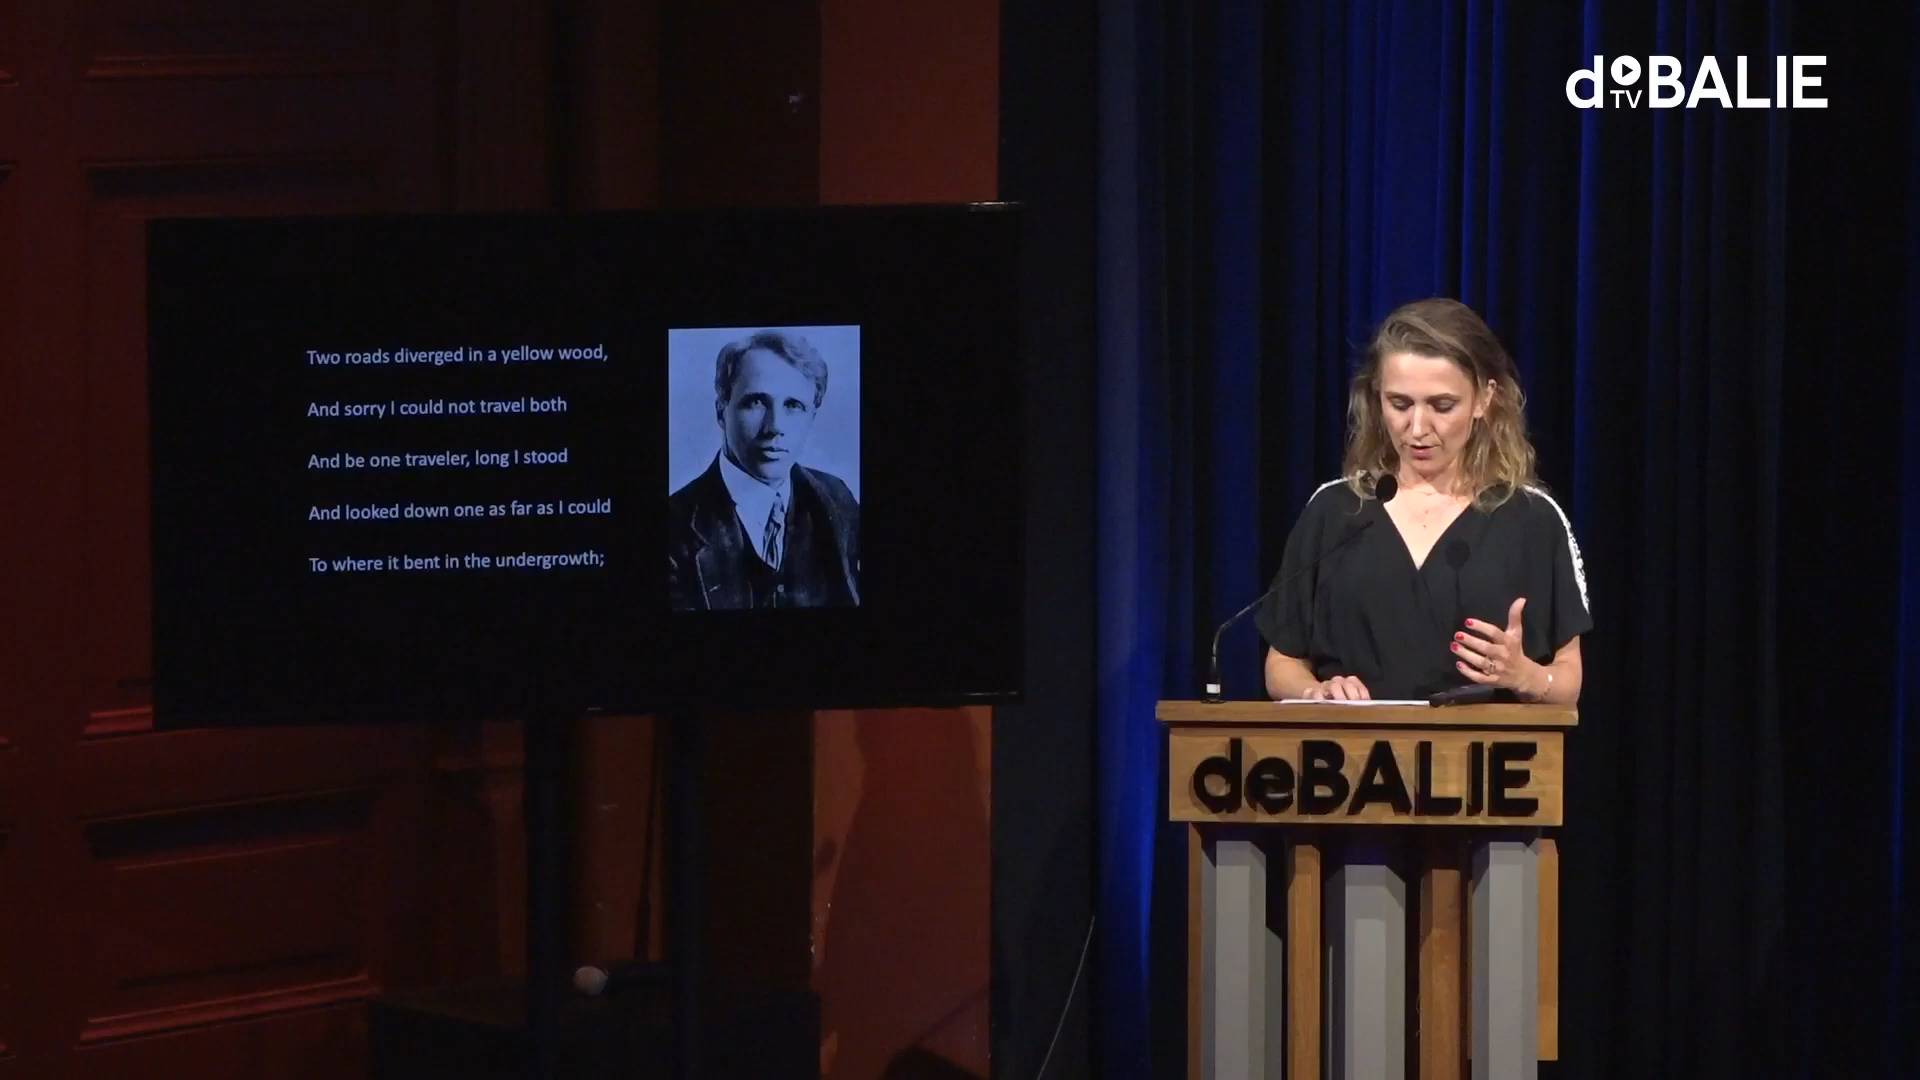 deBALIE
TV
Two roads diverged in a yellow wood,
And sorry I could not travel both
And be one traveler, long I stood
And looked down one as far as I could
To where it bent in the undergrowth;
deBALIE